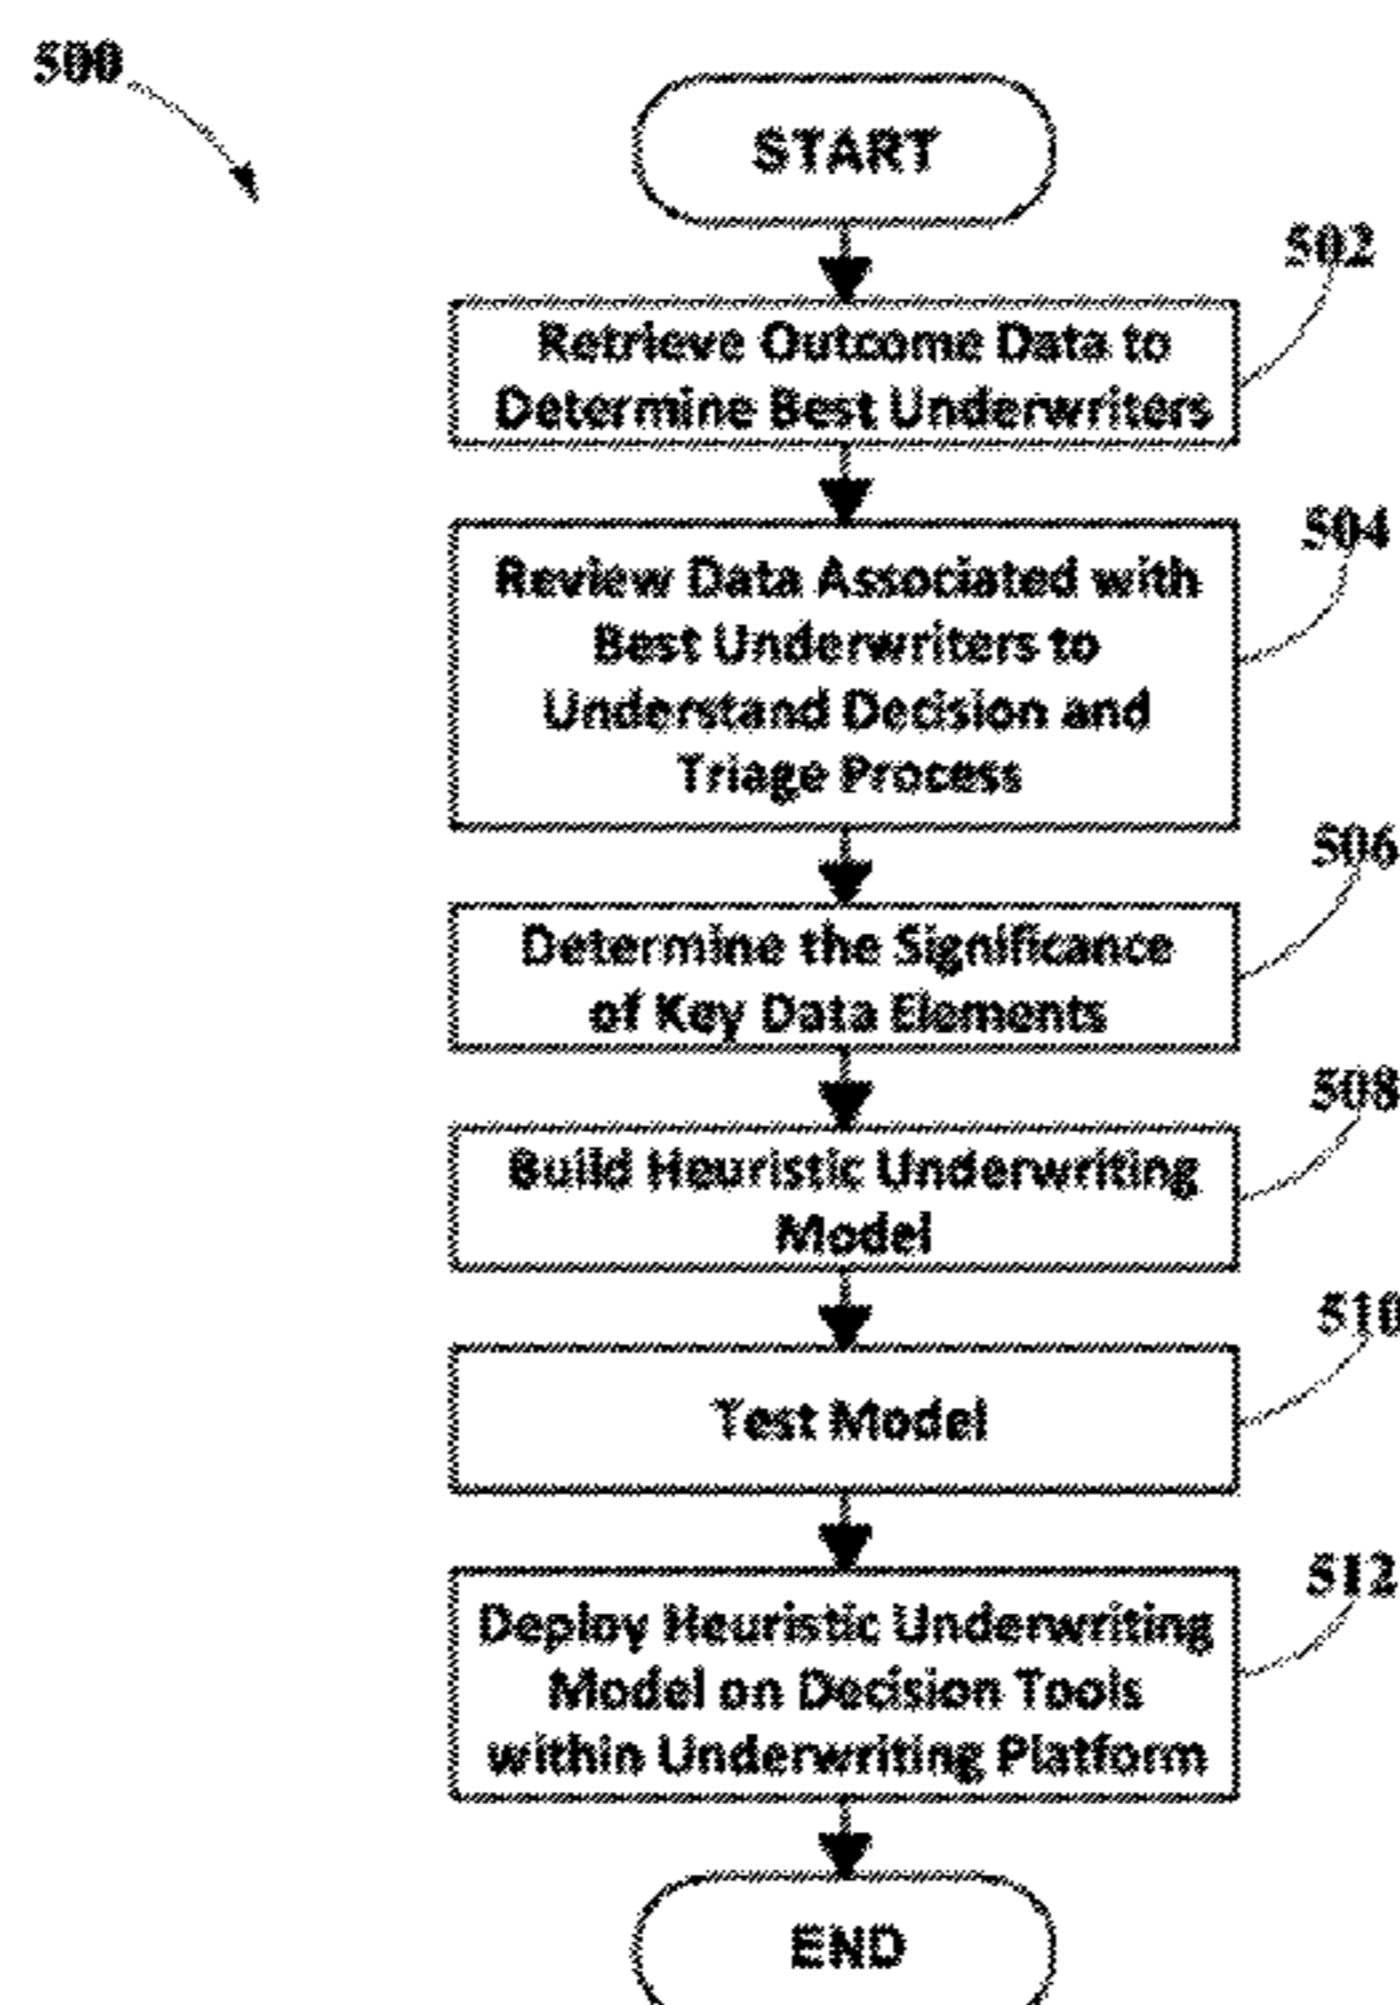 500
START
502
Retrieve Outcome Data to
Determine Best Underwriters
504
Review Data Associated with
Best Underwriters to
Understand Decision and
Triage Process
506
Determine the Significance
of Key Data Elements
508
Build Heuristic Underwriting
Model
510
Test Model
512
Deploy Heuristic Underwriting
Model on Decision Tools
within Underwriting Platform
END